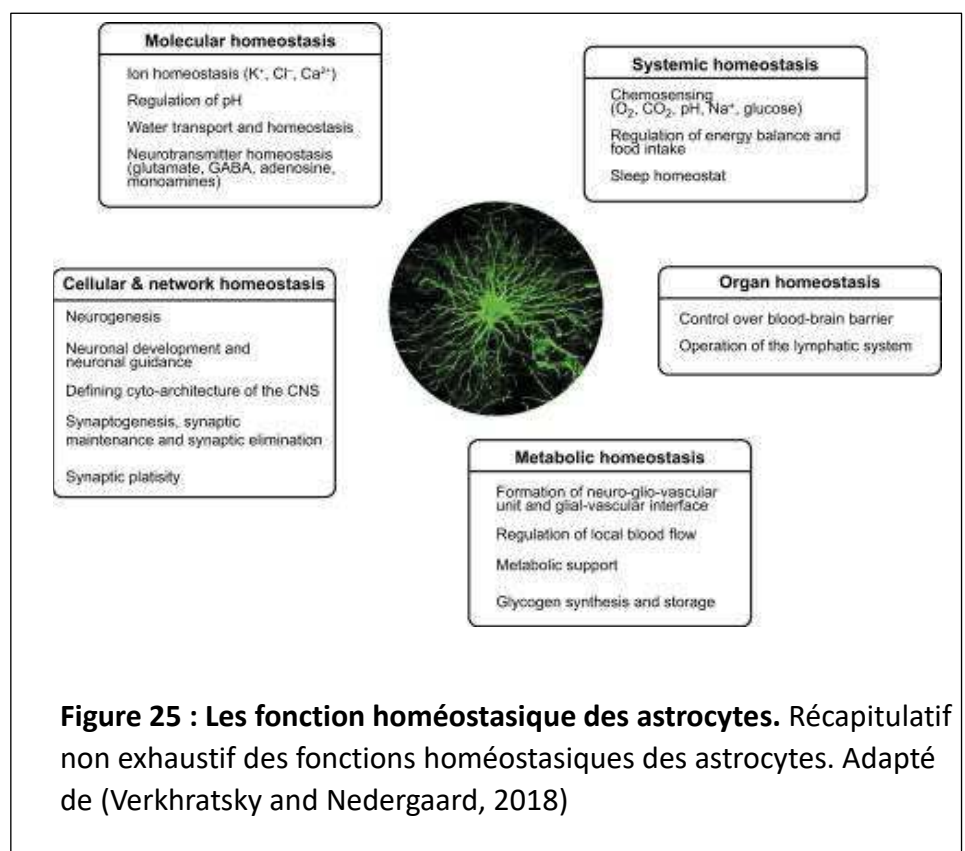 Molecular homeostasis
Ion homeostasis (K⁺, Cl⁻, Ca²⁺)
Regulation of pH
Water transport and homeostasis
Neurotransmitter homeostasis
(glutamate, GABA, adenosine,
monoamines)
Systemic homeostasis
Chemosensing
(O₂, CO₂, pH, Na⁺, glucose)
Regulation of energy balance and
food intake
Sleep homeostat
Cellular & network homeostasis
Neurogenesis
Neuronal development and
neuronal guidance
Defining cyto-architecture of the CNS
Synaptogenesis, synaptic
maintenance and synaptic elimination
Synaptic platisity
Organ homeostasis
Control over blood-brain barrier
Operation of the lymphatic system
Metabolic homeostasis
Formation of neuro-glio-vascular
unit and glial-vascular interface
Regulation of local blood flow
Metabolic support
Glycogen synthesis and storage
Figure 25 : Les fonction homéostasique des astrocytes. Récapitulatif
non exhaustif des fonctions homéostasiques des astrocytes. Adapté
de (Verkhratsky and Nedergaard, 2018)